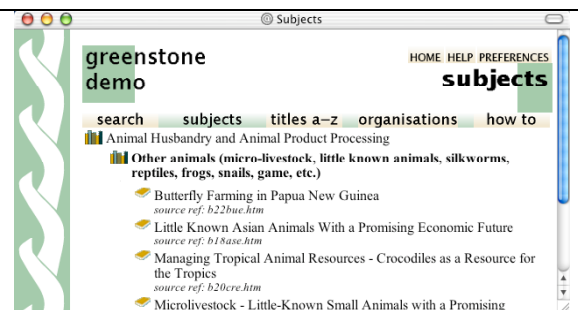 Subjects
greenstone
demo
HOME HELP PREFERENCES
subjects
search subjects titles a–z organisations how to
Animal Husbandry and Animal Product Processing
Other animals (micro-livestock, little known animals, silkworms,
reptiles, frogs, snails, game, etc.)
Butterfly Farming in Papua New Guinea
source ref: b22bue.htm
Little Known Asian Animals With a Promising Economic Future
source ref: b18ase.htm
Managing Tropical Animal Resources - Crocodiles as a Resource for
the Tropics
source ref: b20cre.htm
Microlivestock - Little-Known Small Animals with a Promising